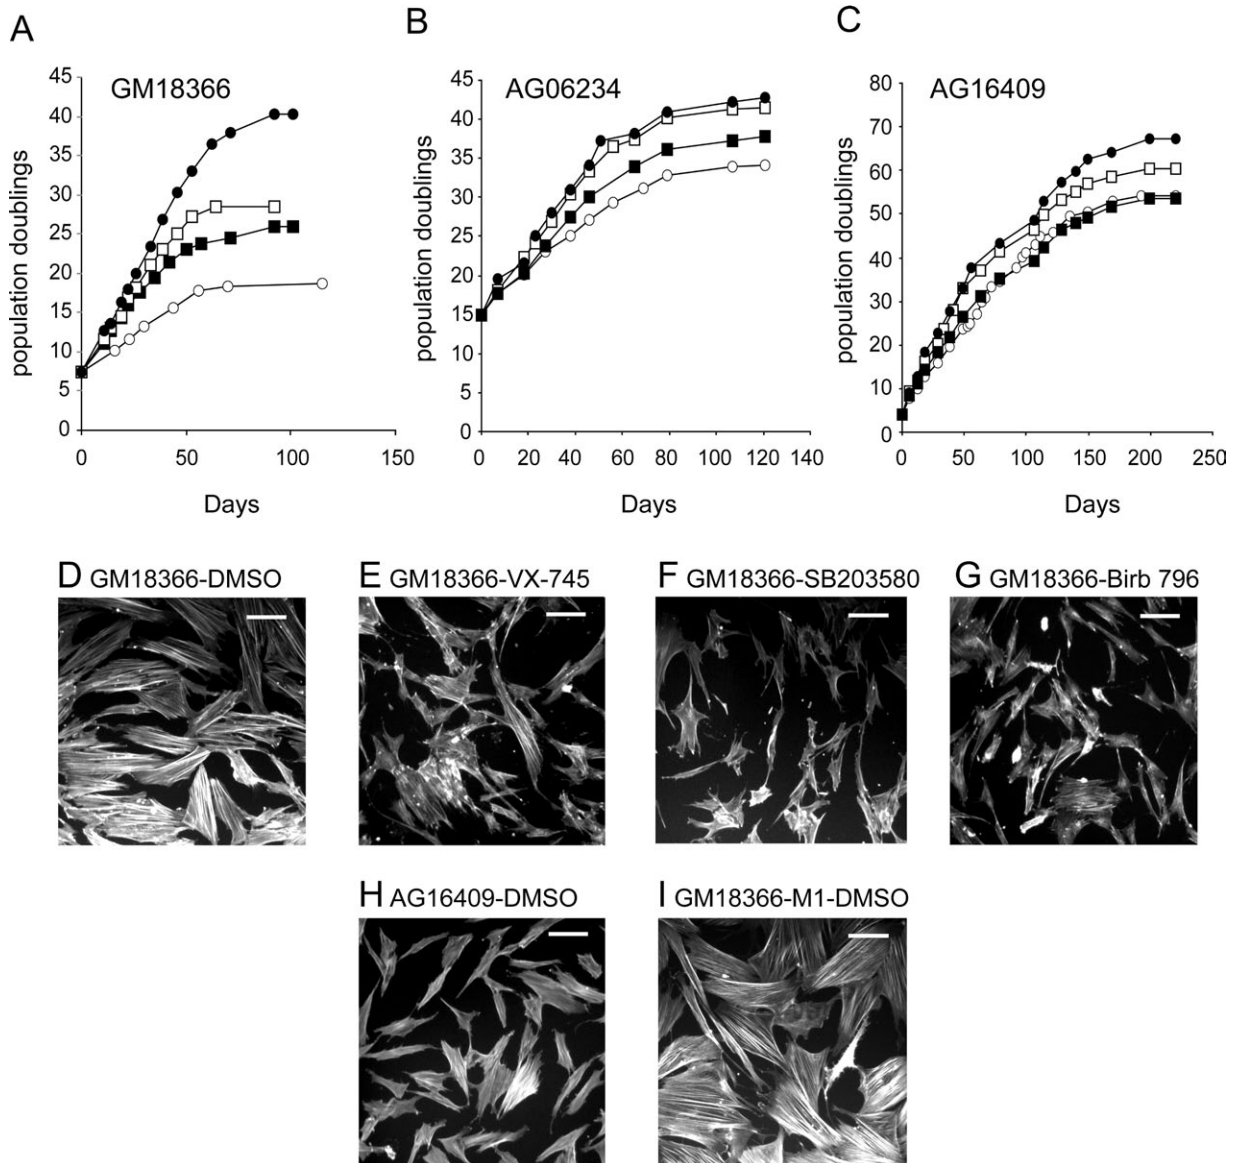 A
B
C
GM18366
AG06234
AG16409
population doublings
45
40
35
30
25
20
15
10
5
0
0
50
100
150
Days
population doublings
45
40
35
30
25
20
15
10
5
0
0
20
40
60
80
100
120
140
Days
population doublings
80
70
60
50
40
30
20
10
0
0
50
100
150
200
250
Days
D GM18366-DMSO
E GM18366-VX-745
F GM18366-SB203580
G GM18366-Birb 796
H AG16409-DMSO
I GM18366-M1-DMSO